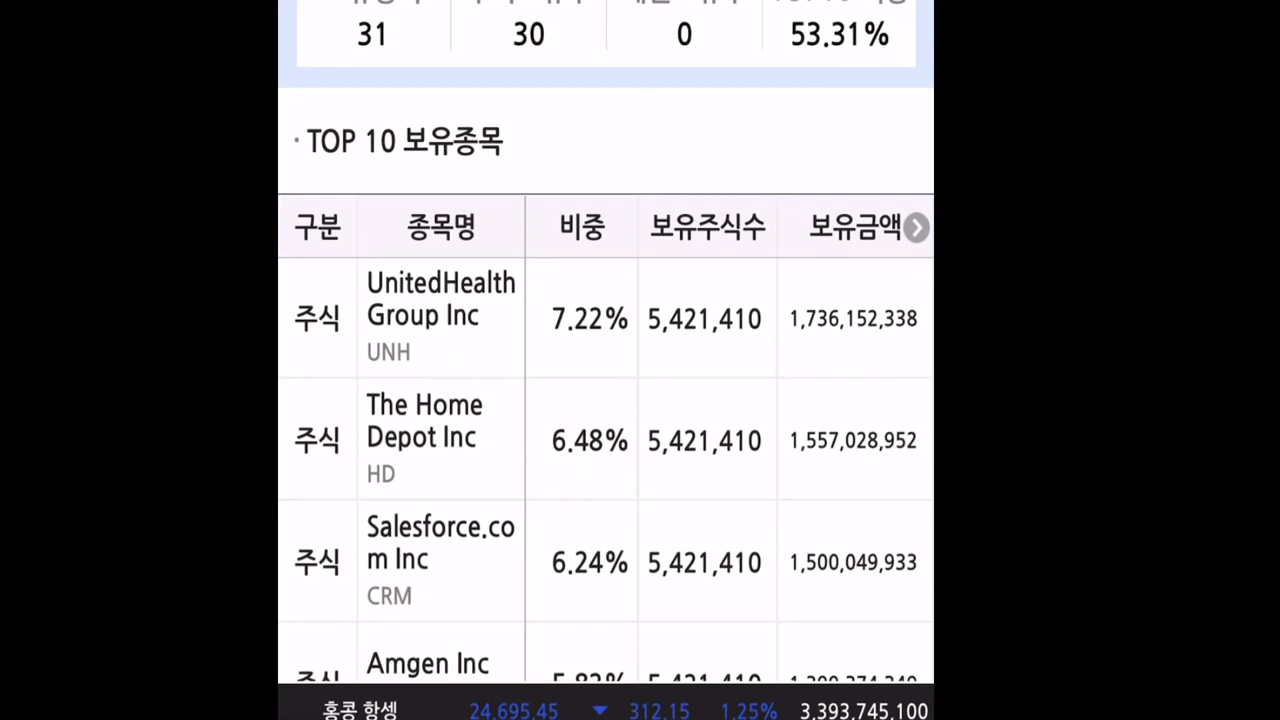 31 30 0 53.31%
· TOP 10 보유종목
구분 종목명 비중 보유주식수 보유금액
주식 UnitedHealth Group Inc UNH 7.22% 5,421,410 1,736,152,338
주식 The Home Depot Inc HD 6.48% 5,421,410 1,557,028,952
주식 Salesforce.com Inc CRM 6.24% 5,421,410 1,500,049,933
Amgen Inc
홍콩 항셍 24,695.45 ▼ 312.15 1.25% 3,393,745,100